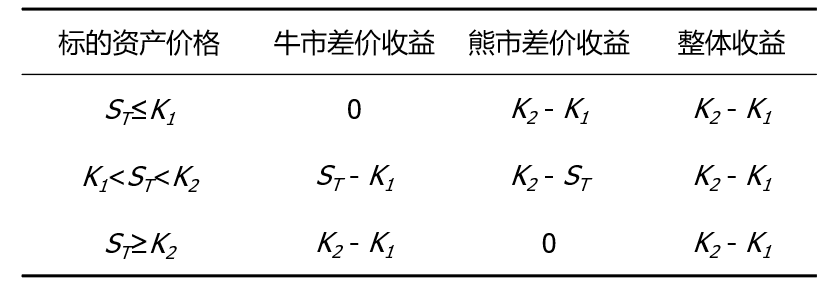 标的资产价格 牛市差价收益 熊市差价收益 整体收益
S_T≤K_1 0 K_2 - K_1 K_2 - K_1
K_1<S_T<K_2 S_T - K_1 K_2 - S_T K_2 - K_1
S_T≥K_2 K_2 - K_1 0 K_2 - K_1